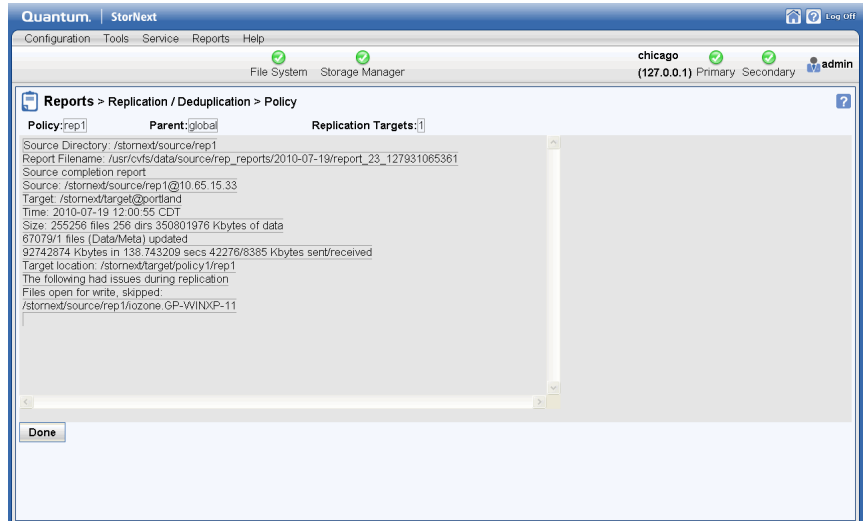 Quantum. | StorNext
Log Off
Configuration Tools Service Reports Help
File System Storage Manager
chicago
(127.0.0.1) Primary Secondary
admin
Reports > Replication / Deduplication > Policy
?
Policy: rep1 Parent: global Replication Targets: 1
Source Directory: /stornext/source/rep1
Report Filename: /usr/cvfs/data/source/rep_reports/2010-07-19/report_23_127931065361
Source completion report
Source: /stornext/source/rep1@10.65.15.33
Target: /stornext/target@portland
Time: 2010-07-19 12:00:55 CDT
Size: 255256 files 256 dirs 350801976 Kbytes of data
67079/1 files (Data/Meta) updated
92742874 Kbytes in 138.743209 secs 42276/8385 Kbytes sent/received
Target location: /stornext/target/policy1/rep1
The following had issues during replication
Files open for write, skipped:
/stornext/source/rep1/iozone.GP-WINXP-11
Done